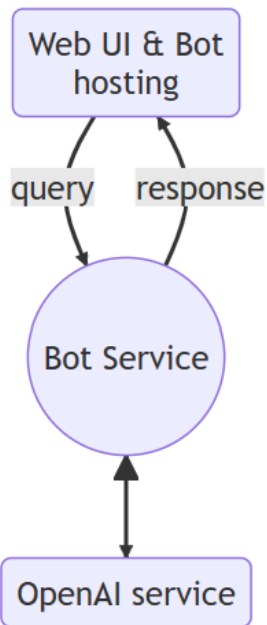 Web UI & Bot
hosting
query
response
Bot Service
OpenAI service